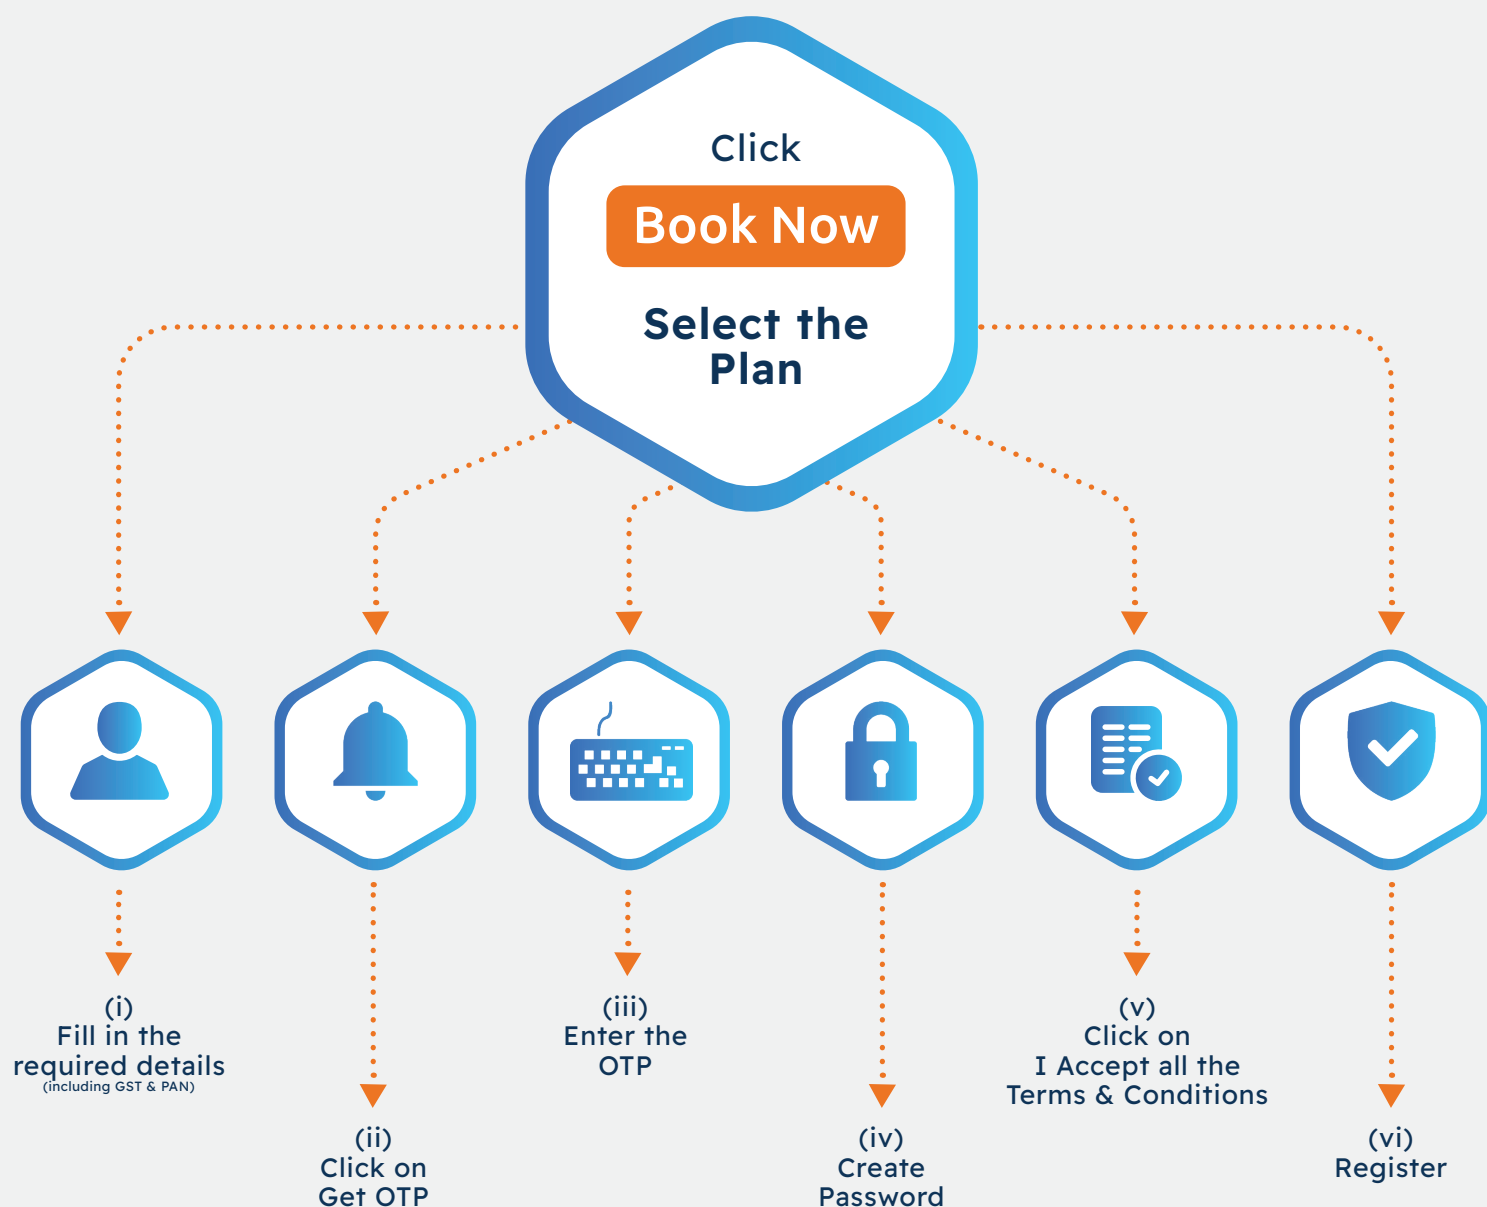 Click
Book Now
Select the
Plan
(i)
Fill in the
required details
(including GST & PAN)
(ii)
Click on
Get OTP
(iii)
Enter the
OTP
(iv)
Create
Password
(v)
Click on
I Accept all the
Terms & Conditions
(vi)
Register